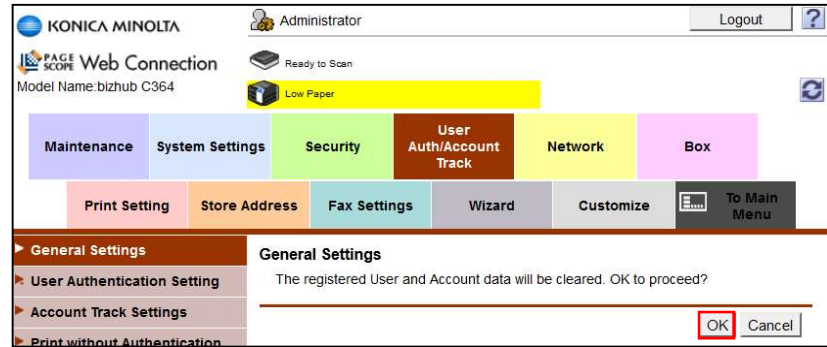 KONICA MINOLTA
Administrator
Logout
?
PAGE SCOPE Web Connection
Ready to Scan
Model Name:bizhub C364
Low Paper
Maintenance
System Settings
Security
User Auth/Account Track
Network
Box
Print Setting
Store Address
Fax Settings
Wizard
Customize
To Main Menu
General Settings
User Authentication Setting
Account Track Settings
Print without Authentication
General Settings
The registered User and Account data will be cleared. OK to proceed?
OK
Cancel